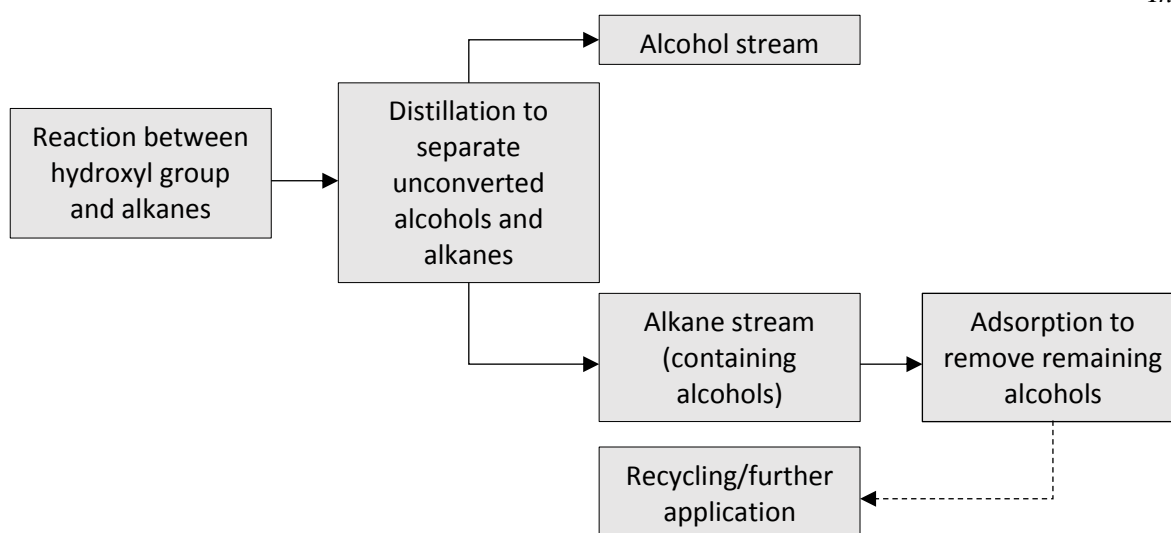 Alcohol stream
Reaction between
hydroxyl group
and alkanes
Distillation to
separate
unconverted
alcohols and
alkanes
Alkane stream
(containing
alcohols)
Adsorption to
remove remaining
alcohols
Recycling/further
application